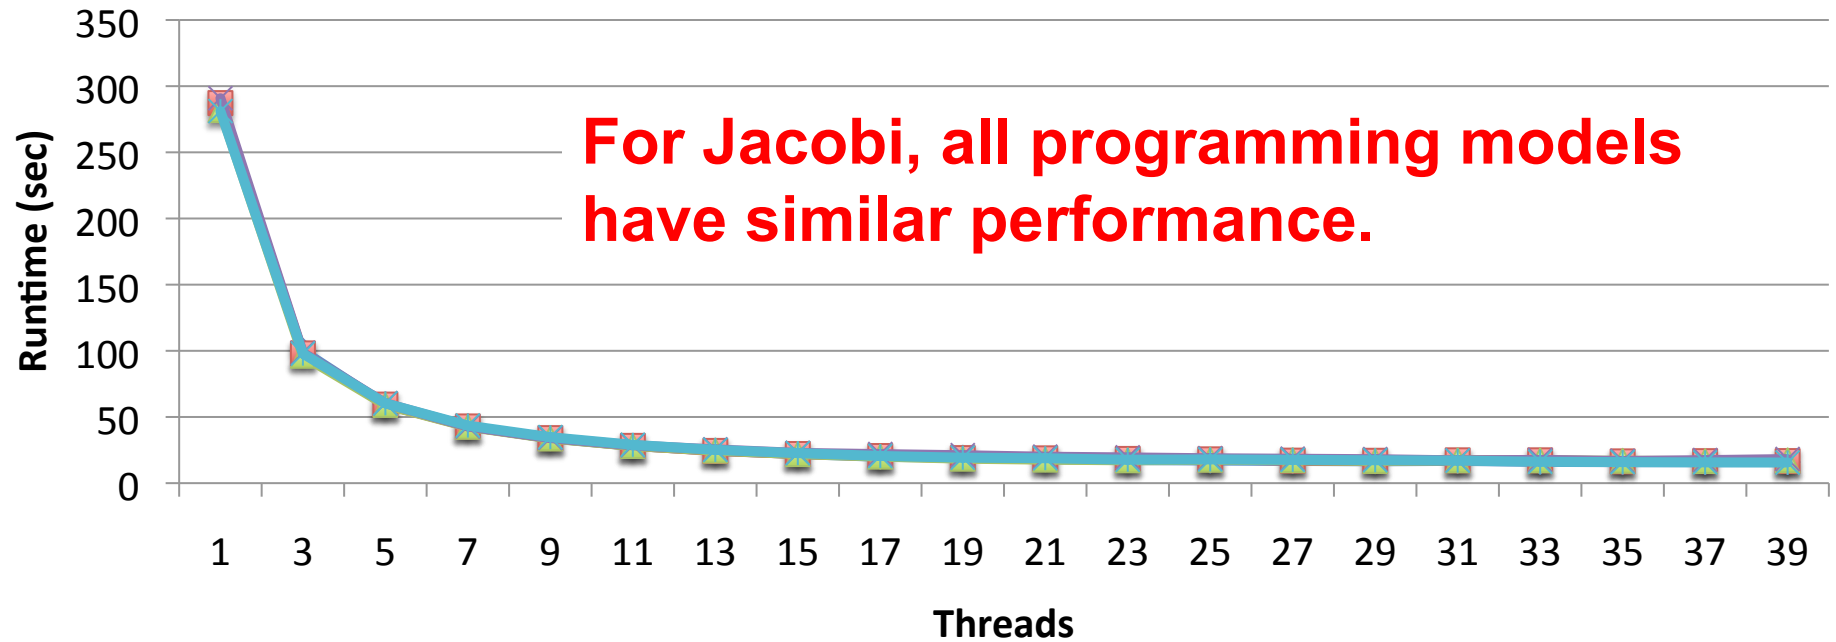 350
300
250
200
150
100
50
0
Runtime (sec)
For Jacobi, all programming models
have similar performance.
1 3 5 7 9 11 13 15 17 19 21 23 25 27 29 31 33 35 37 39
Threads